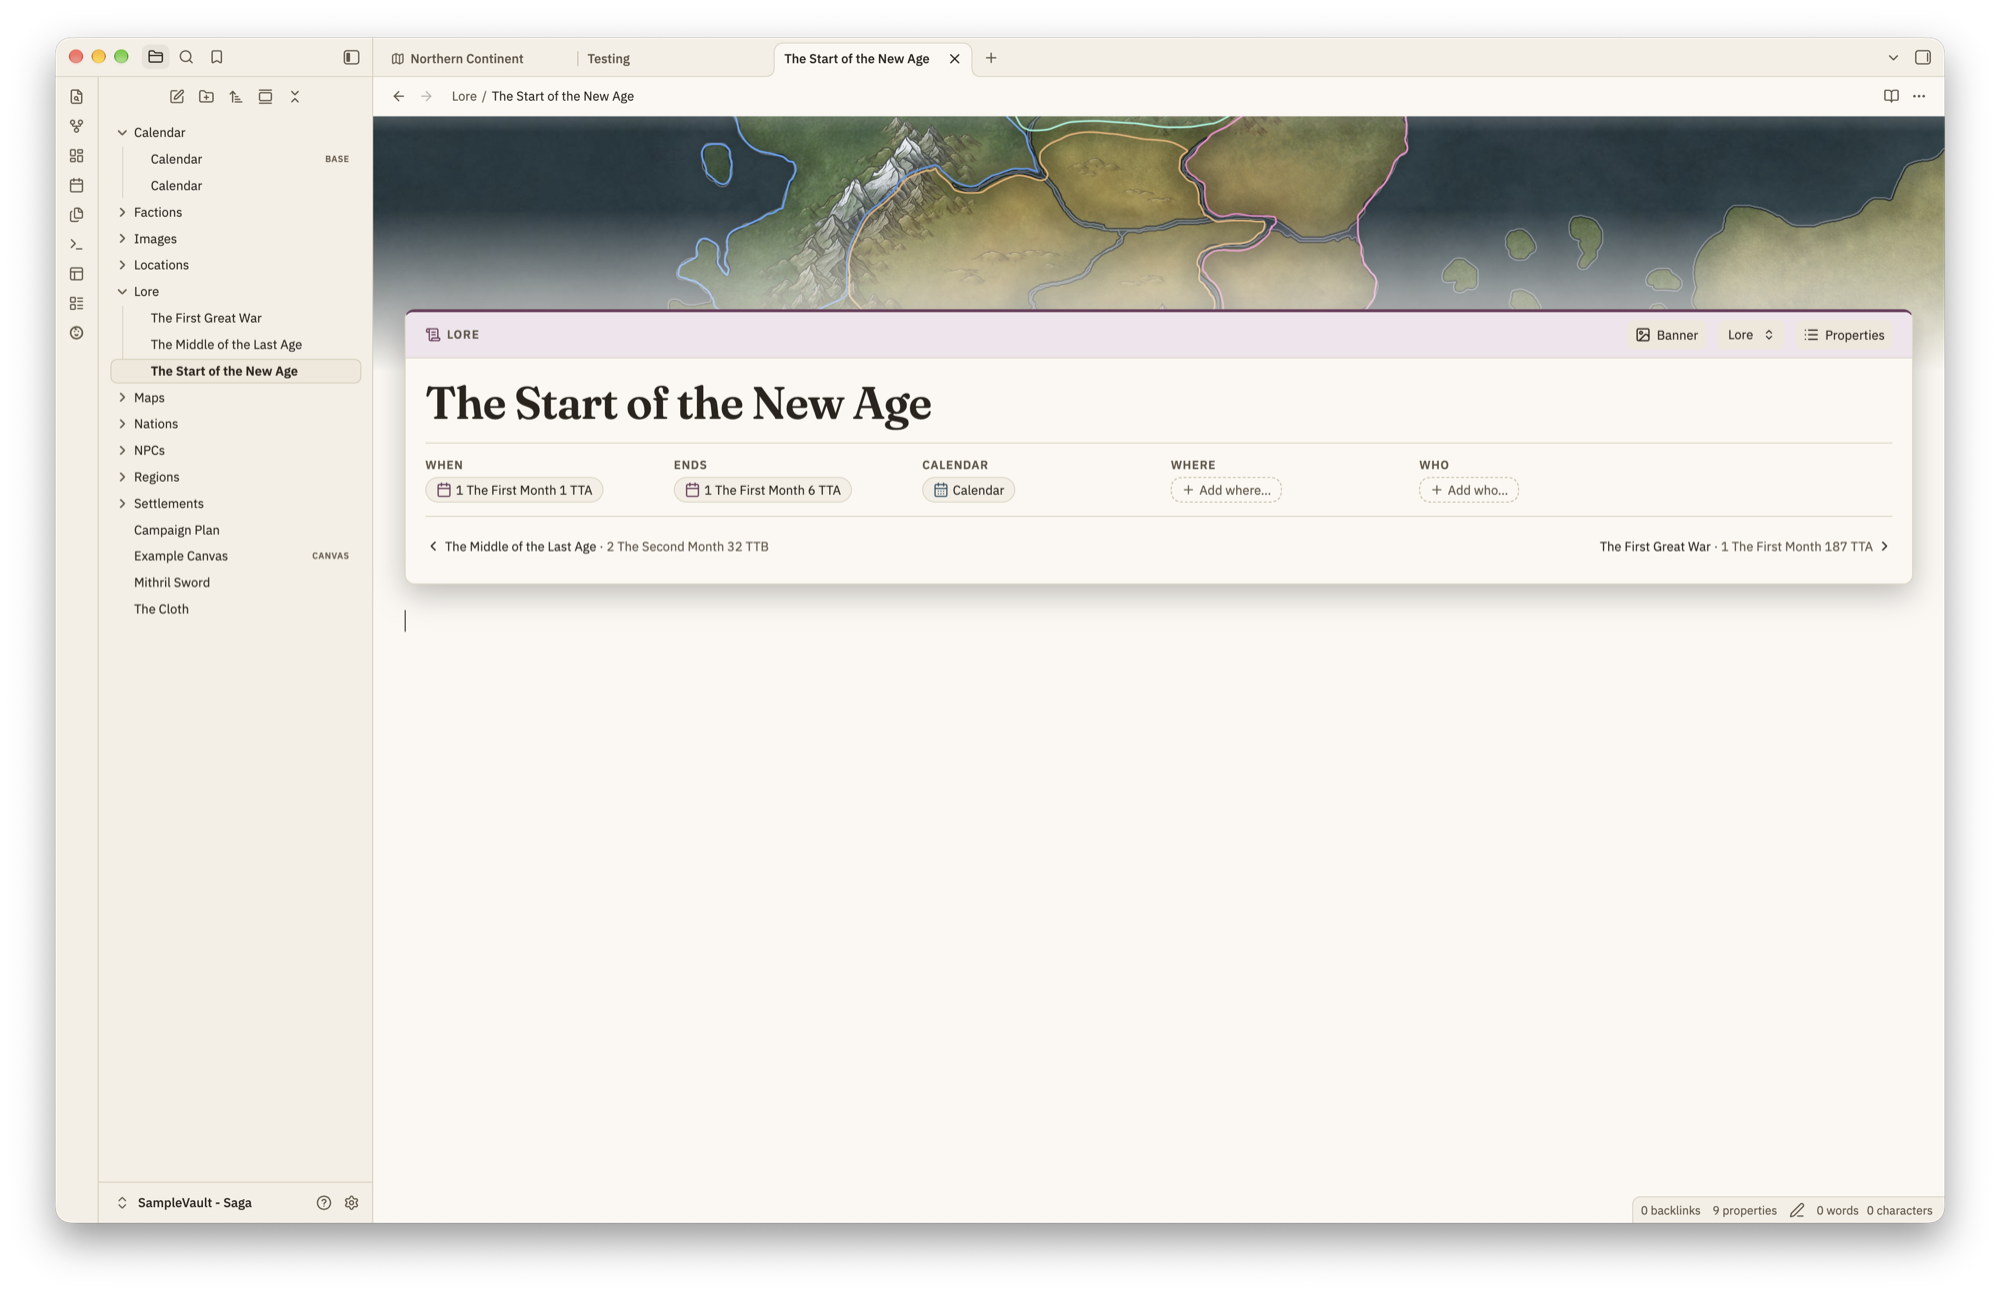 Northern Continent
Testing
The Start of the New Age
Lore / The Start of the New Age
Calendar
Calendar BASE
Calendar
Factions
Images
Locations
Lore
The First Great War
The Middle of the Last Age
The Start of the New Age
Maps
Nations
NPCs
Regions
Settlements
Campaign Plan
Example Canvas CANVAS
Mithril Sword
The Cloth
SampleVault - Saga
LORE
Banner
Lore
Properties
The Start of the New Age
WHEN
1 The First Month 1 TTA
ENDS
1 The First Month 6 TTA
CALENDAR
Calendar
WHERE
+ Add where...
WHO
+ Add who...
The Middle of the Last Age · 2 The Second Month 32 TTB
The First Great War · 1 The First Month 187 TTA
0 backlinks 9 properties 0 words 0 characters